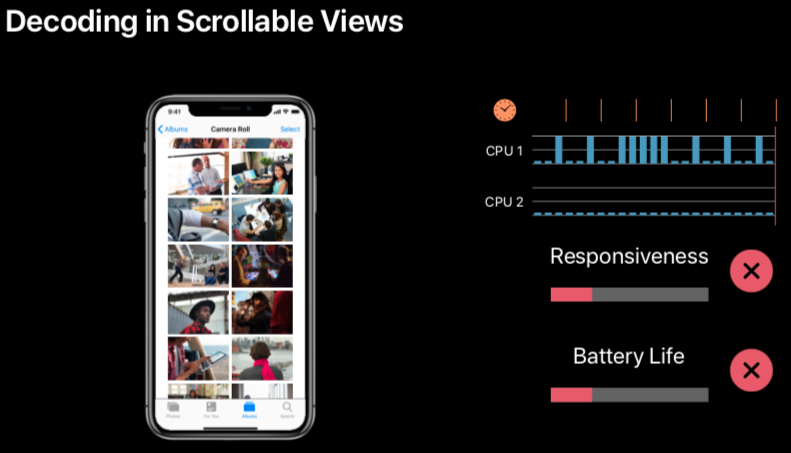 Decoding in Scrollable Views
9:41
Albums
Camera Roll
Select
Photos
For You
Albums
Search
CPU 1
CPU 2
Responsiveness
Battery Life